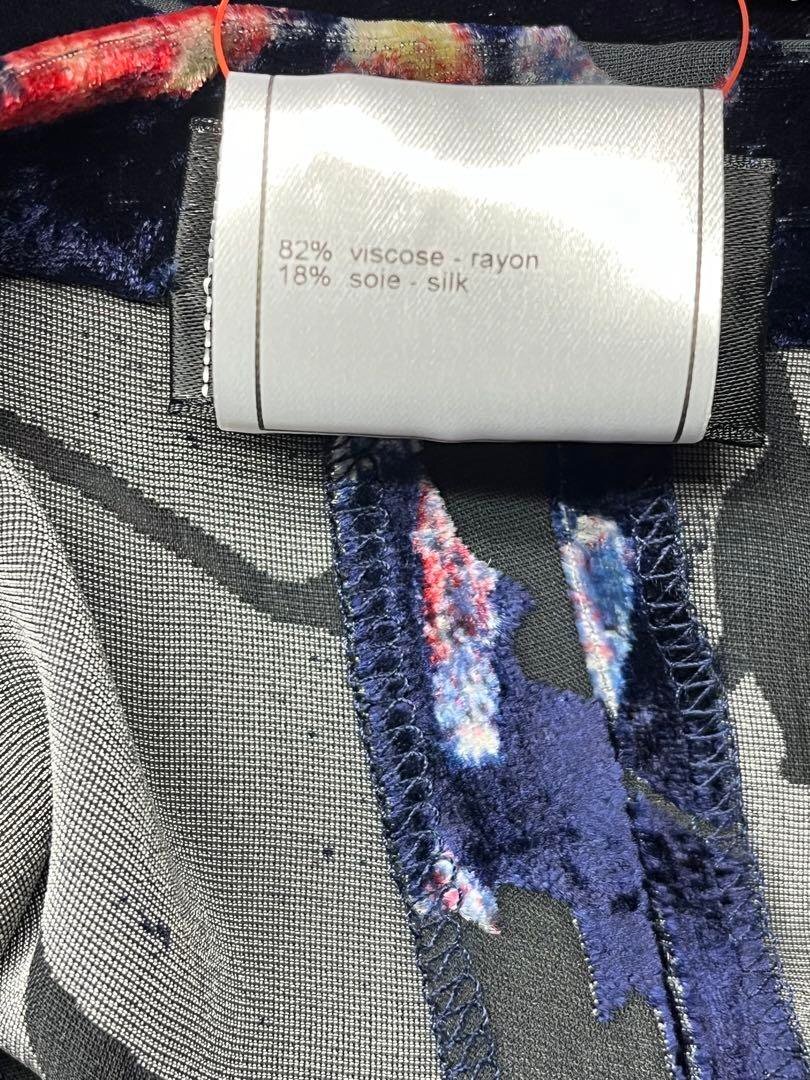 82% viscose - rayon
18% soie - silk